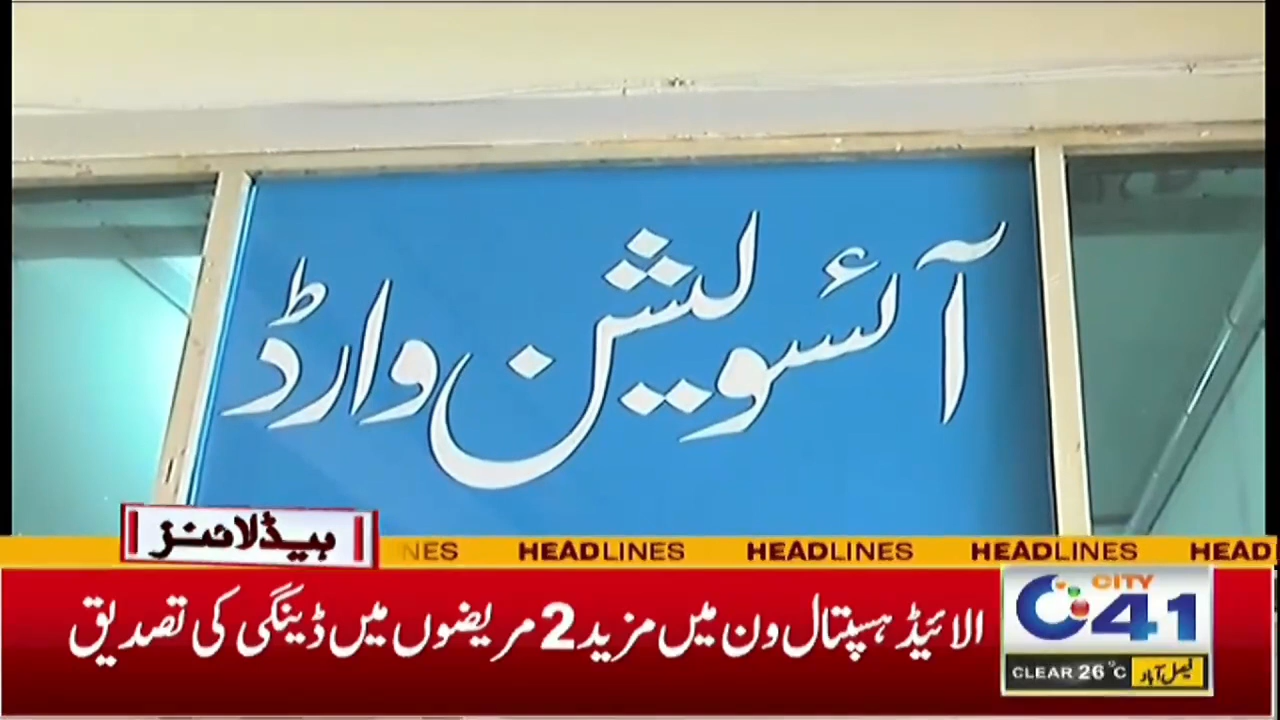 آئسولیشن وارڈ
ہیڈلائنز
NES HEADLINES HEADLINES HEADLINES HEAD
الائیڈ ہسپتال ون میں مزید 2 مریضوں میں ڈینگی کی تصدیق
CITY
41
CLEAR 26°C فیصل آباد